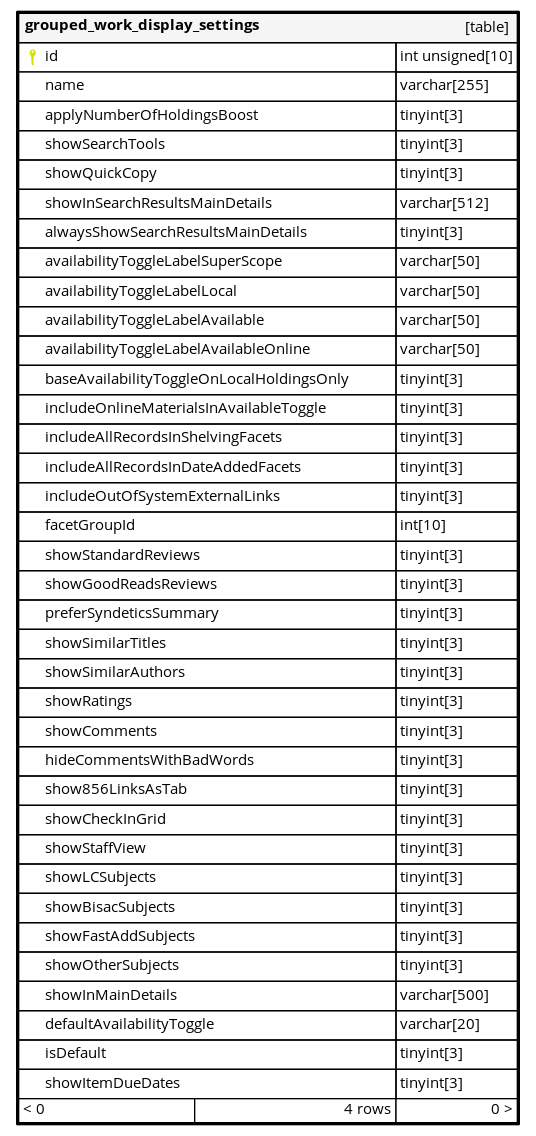 grouped_work_display_settings [table]
id int unsigned[10]
name varchar[255]
applyNumberOfHoldingsBoost tinyint[3]
showSearchTools tinyint[3]
showQuickCopy tinyint[3]
showInSearchResultsMainDetails varchar[512]
alwaysShowSearchResultsMainDetails tinyint[3]
availabilityToggleLabelSuperScope varchar[50]
availabilityToggleLabelLocal varchar[50]
availabilityToggleLabelAvailable varchar[50]
availabilityToggleLabelAvailableOnline varchar[50]
baseAvailabilityToggleOnLocalHoldingsOnly tinyint[3]
includeOnlineMaterialsInAvailableToggle tinyint[3]
includeAllRecordsInShelvingFacets tinyint[3]
includeAllRecordsInDateAddedFacets tinyint[3]
includeOutOfSystemExternalLinks tinyint[3]
facetGroupId int[10]
showStandardReviews tinyint[3]
showGoodReadsReviews tinyint[3]
preferSyndeticsSummary tinyint[3]
showSimilarTitles tinyint[3]
showSimilarAuthors tinyint[3]
showRatings tinyint[3]
showComments tinyint[3]
hideCommentsWithBadWords tinyint[3]
show856LinksAsTab tinyint[3]
showCheckInGrid tinyint[3]
showStaffView tinyint[3]
showLCSubjects tinyint[3]
showBisacSubjects tinyint[3]
showFastAddSubjects tinyint[3]
showOtherSubjects tinyint[3]
showInMainDetails varchar[500]
defaultAvailabilityToggle varchar[20]
isDefault tinyint[3]
showItemDueDates tinyint[3]
< 0 4 rows 0 >